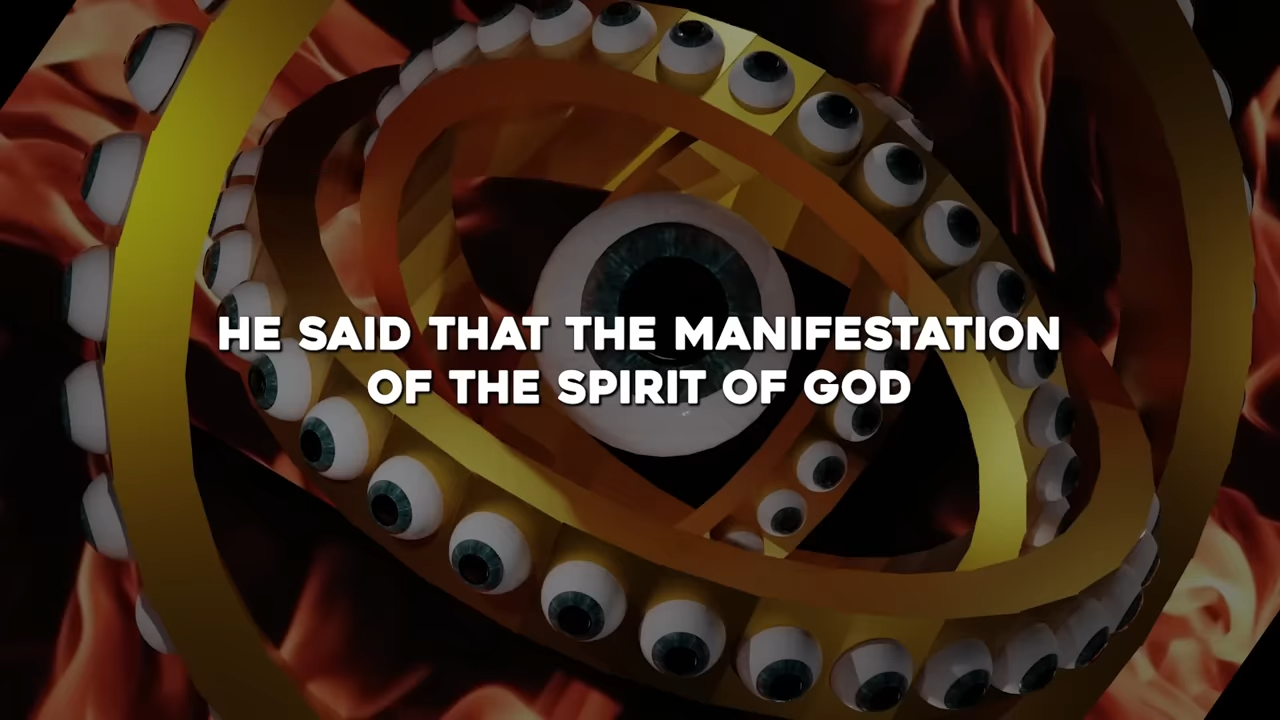 HE SAID THAT THE MANIFESTATION
OF THE SPIRIT OF GOD